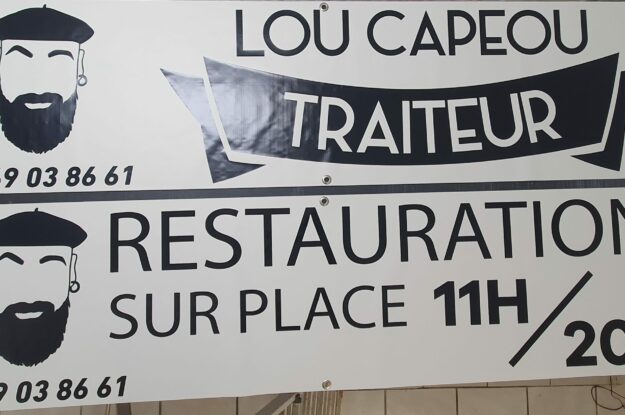 LOU CAPEOU
TRAITEUR
9 03 86 61
RESTAURATION
SUR PLACE 11H / 20
9 03 86 61